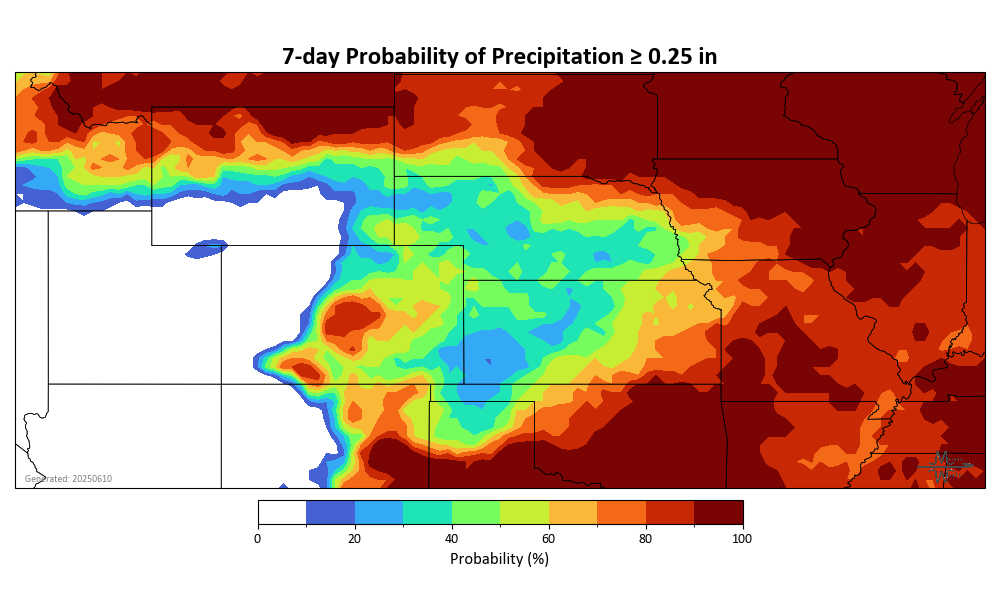 7-day Probability of Precipitation ≥ 0.25 in
Generated: 20250610
0 20 40 60 80 100
Probability (%)